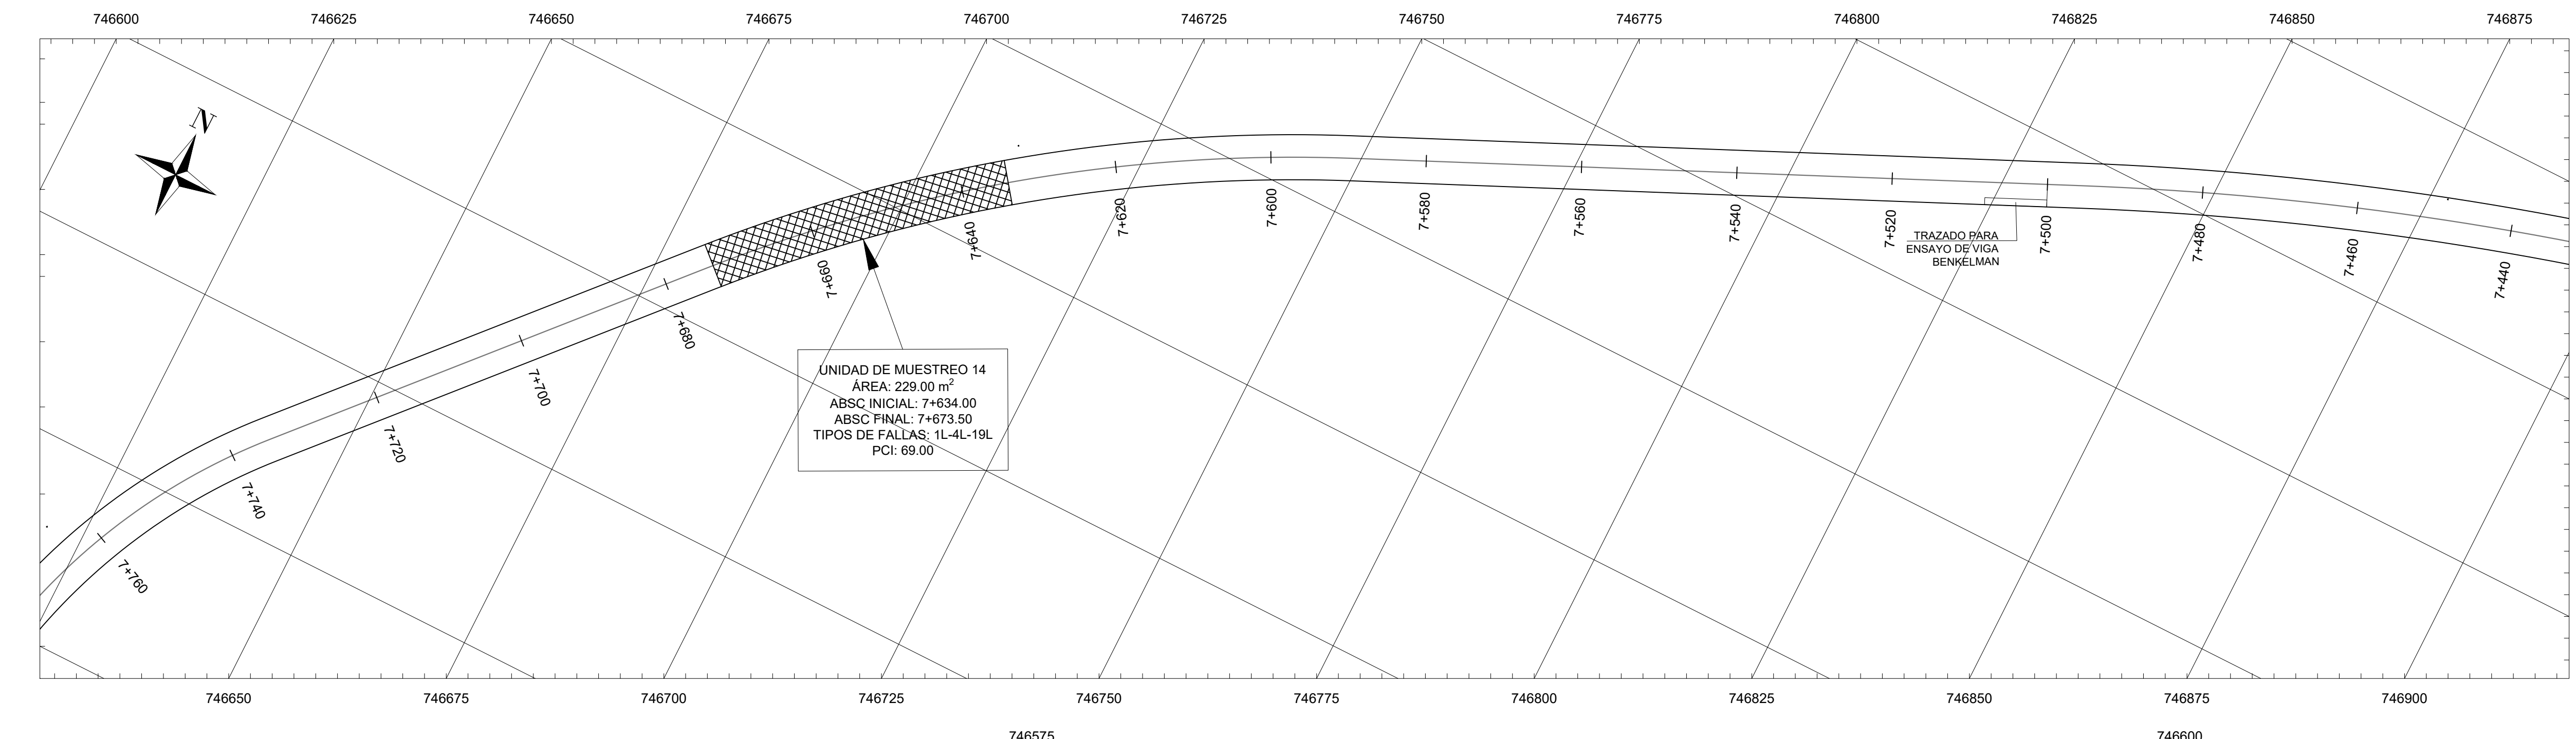 746600 746625 746650 746675 746700 746725 746750 746775 746800 746825 746850 746875
N
7+760
7+740
7+720
7+700
7+680
7+660
7+640
7+620
7+600
7+580
7+560
7+540
7+520
7+500
7+480
7+460
7+440
TRAZADO PARA
ENSAYO DE VIGA
BENKELMAN
UNIDAD DE MUESTREO 14
ÁREA: 229.00 m²
ABSC INICIAL: 7+634.00
ABSC FINAL: 7+673.50
TIPOS DE FALLAS: 1L-4L-19L
PCI: 69.00
746650 746675 746700 746725 746750 746775 746800 746825 746850 746875 746900
746575 746600